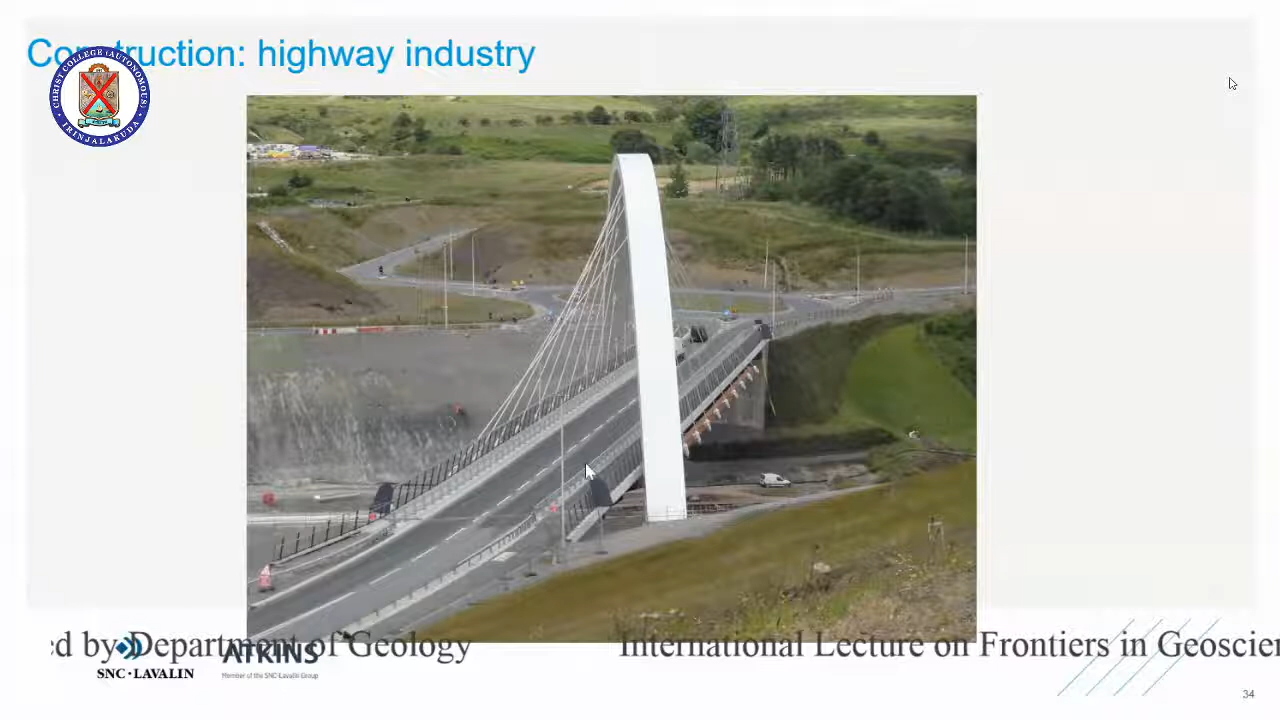 Construction: highway industry
CHRIST COLLEGE (AUTONOMOUS)
IRINJALAKUDA
ed by Department of Geology International Lecture on Frontiers in Geoscien
SNC·LAVALIN
ATKINS
Member of the SNC-Lavalin Group
34